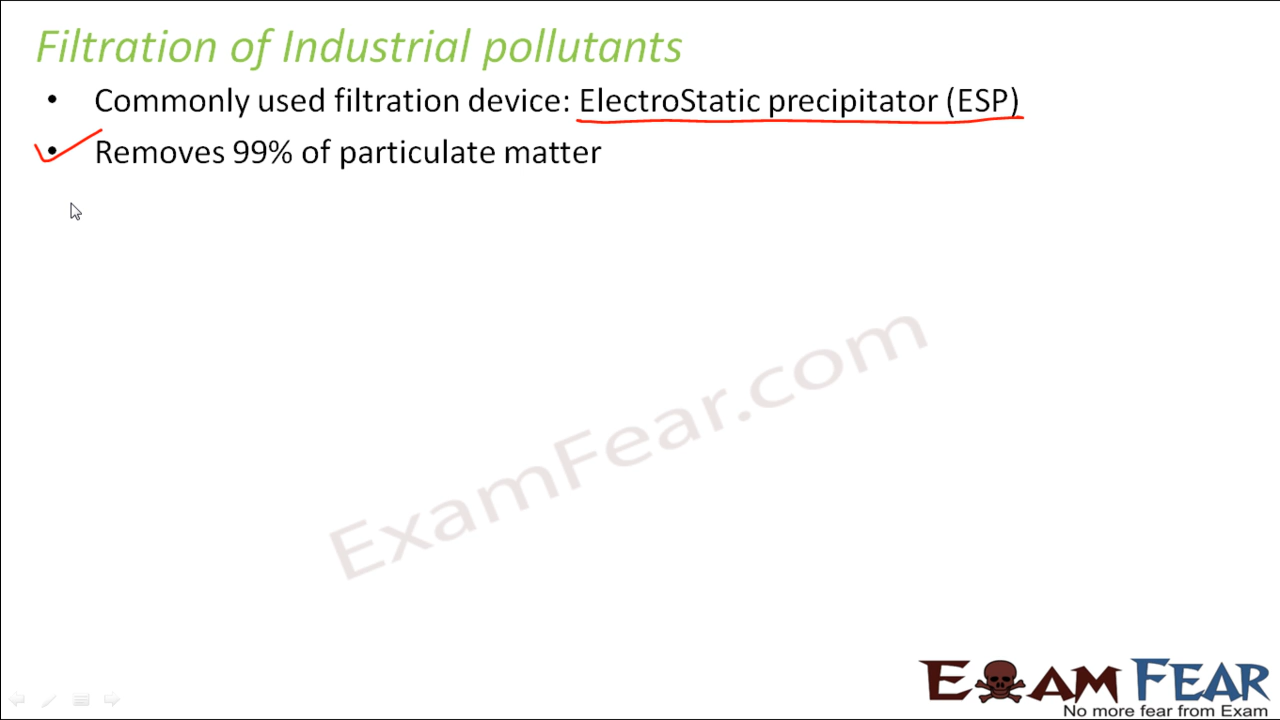 Filtration of Industrial pollutants
• Commonly used filtration device: ElectroStatic precipitator (ESP)
• Removes 99% of particulate matter
ExamFear.com
EXAM FEAR
No more fear from Exam